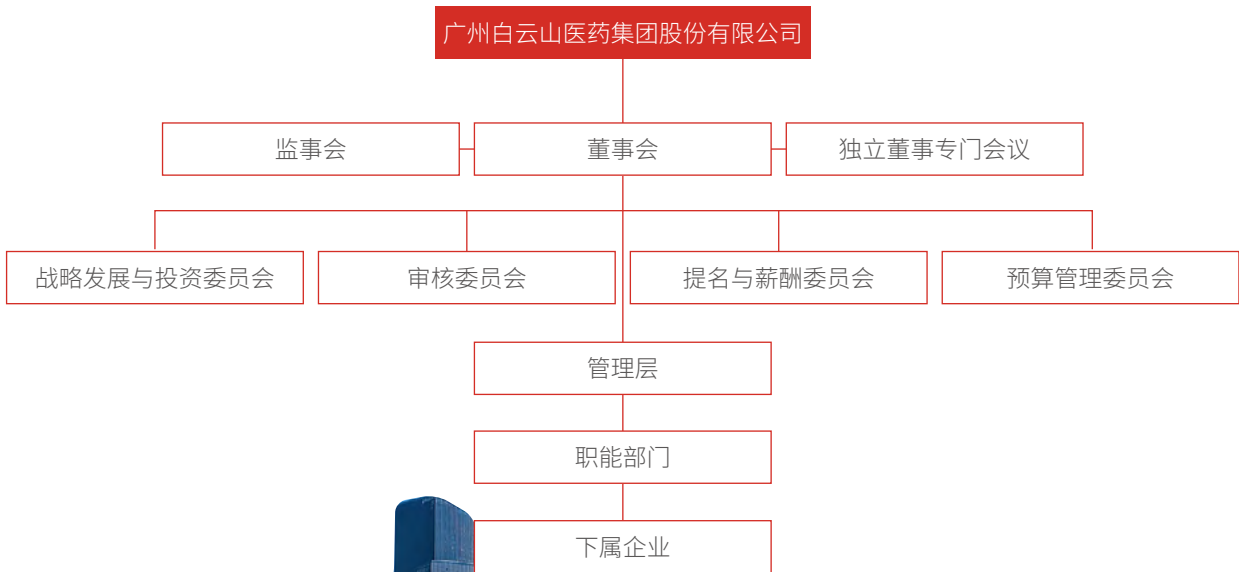 广州白云山医药集团股份有限公司
监事会
董事会
独立董事专门会议
战略发展与投资委员会
审核委员会
提名与薪酬委员会
预算管理委员会
管理层
职能部门
下属企业